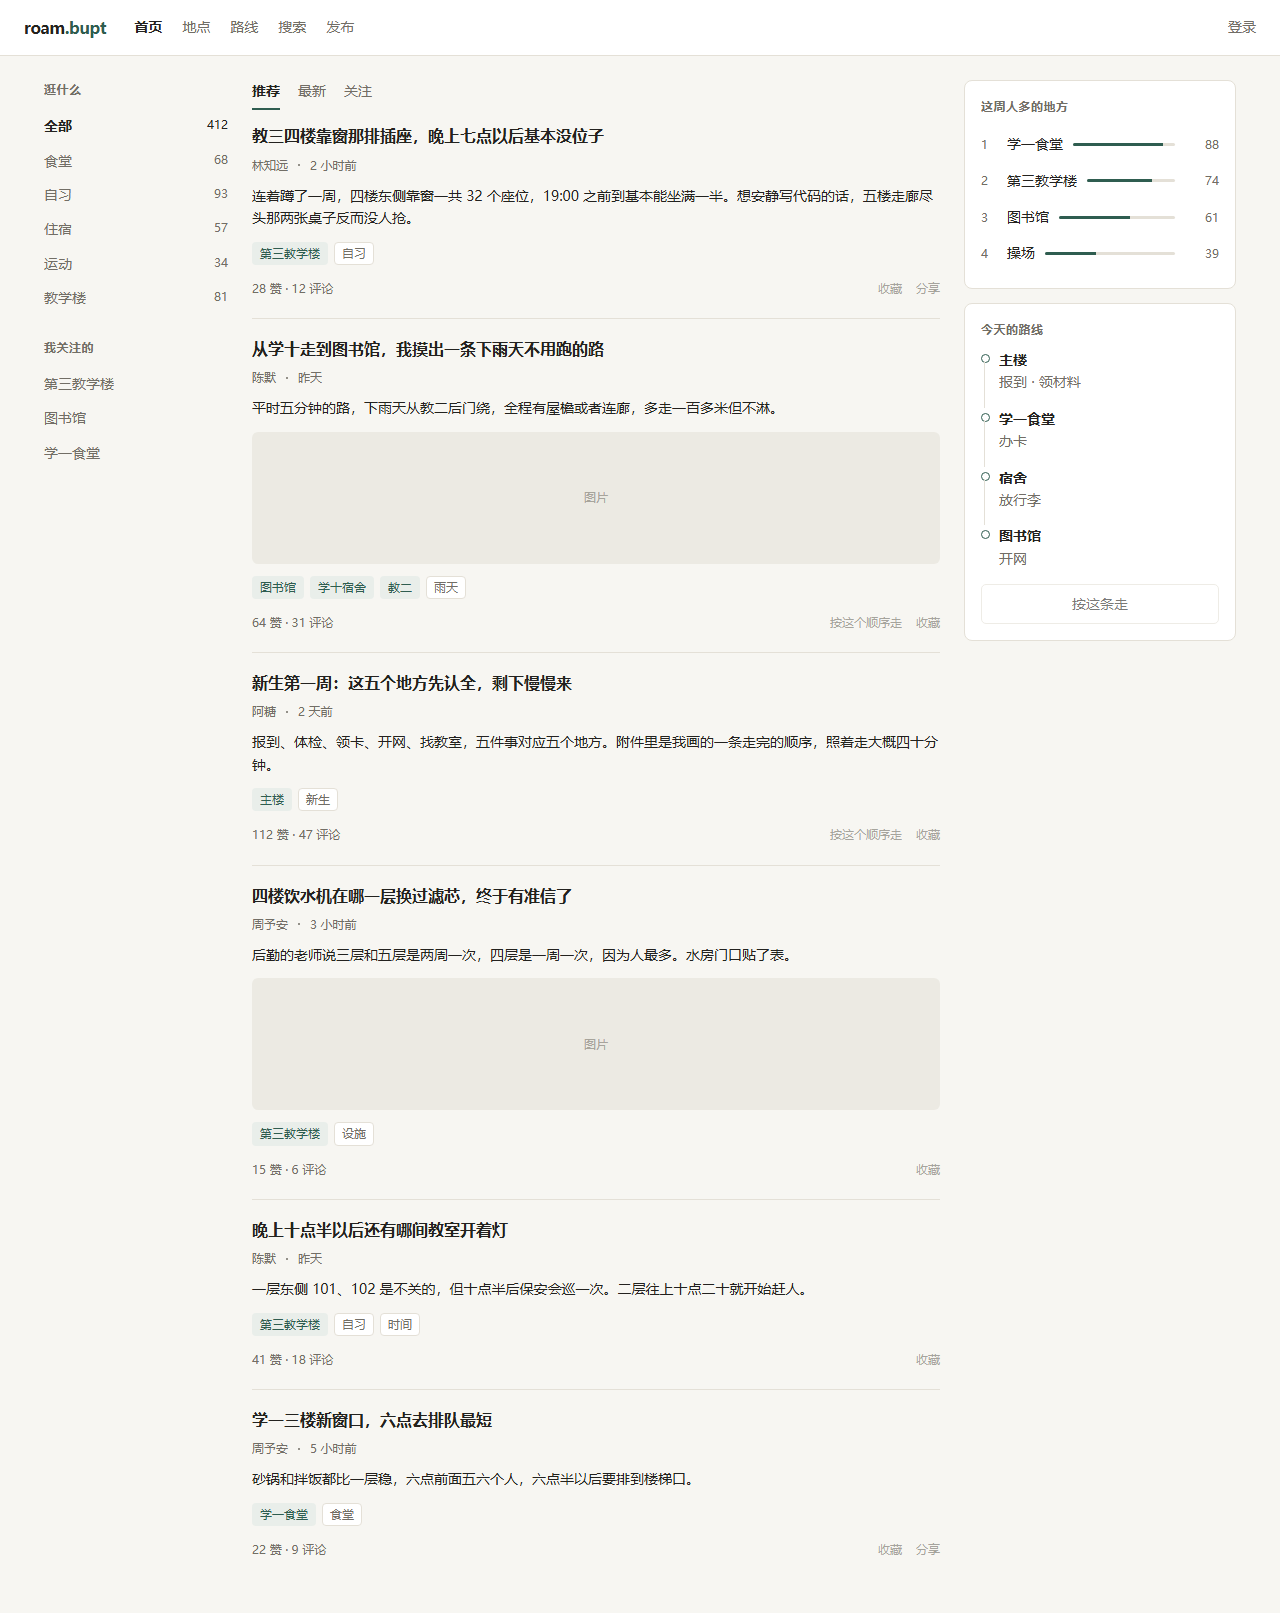 roam.bupt 首页 地点 路线 搜索 发布 登录
逛什么
全部 412
食堂 68
自习 93
住宿 57
运动 34
教学楼 81
我关注的
第三教学楼
图书馆
学一食堂
推荐 最新 关注
教三四楼靠窗那排插座，晚上七点以后基本没位子
林知远 · 2 小时前
连着蹲了一周，四楼东侧靠窗一共 32 个座位，19:00 之前到基本能坐满一半。想安静写代码的话，五楼走廊尽
头那两张桌子反而没人抢。
第三教学楼 自习
28 赞 · 12 评论 收藏 分享
从学十走到图书馆，我摸出一条下雨天不用跑的路
陈默 · 昨天
平时五分钟的路，下雨天从教二后门绕，全程有屋檐或者连廊，多走一百多米但不淋。
图片
图书馆 学十宿舍 教二 雨天
64 赞 · 31 评论 按这个顺序走 收藏
新生第一周：这五个地方先认全，剩下慢慢来
阿糖 · 2 天前
报到、体检、领卡、开网、找教室，五件事对应五个地方。附件里是我画的一条走完的顺序，照着走大概四十分
钟。
主楼 新生
112 赞 · 47 评论 按这个顺序走 收藏
四楼饮水机在哪一层换过滤芯，终于有准信了
周予安 · 3 小时前
后勤的老师说三层和五层是两周一次，四层是一周一次，因为人最多。水房门口贴了表。
图片
第三教学楼 设施
15 赞 · 6 评论 收藏
晚上十点半以后还有哪间教室开着灯
陈默 · 昨天
一层东侧 101、102 是不关的，但十点半后保安会巡一次。二层往上十点二十就开始赶人。
第三教学楼 自习 时间
41 赞 · 18 评论 收藏
学一三楼新窗口，六点去排队最短
周予安 · 5 小时前
砂锅和拌饭都比一层稳，六点前面五六个人，六点半以后要排到楼梯口。
学一食堂 食堂
22 赞 · 9 评论 收藏 分享
这周人多的地方
1 学一食堂 88
2 第三教学楼 74
3 图书馆 61
4 操场 39
今天的路线
主楼
报到 · 领材料
学一食堂
办卡
宿舍
放行李
图书馆
开网
按这条走